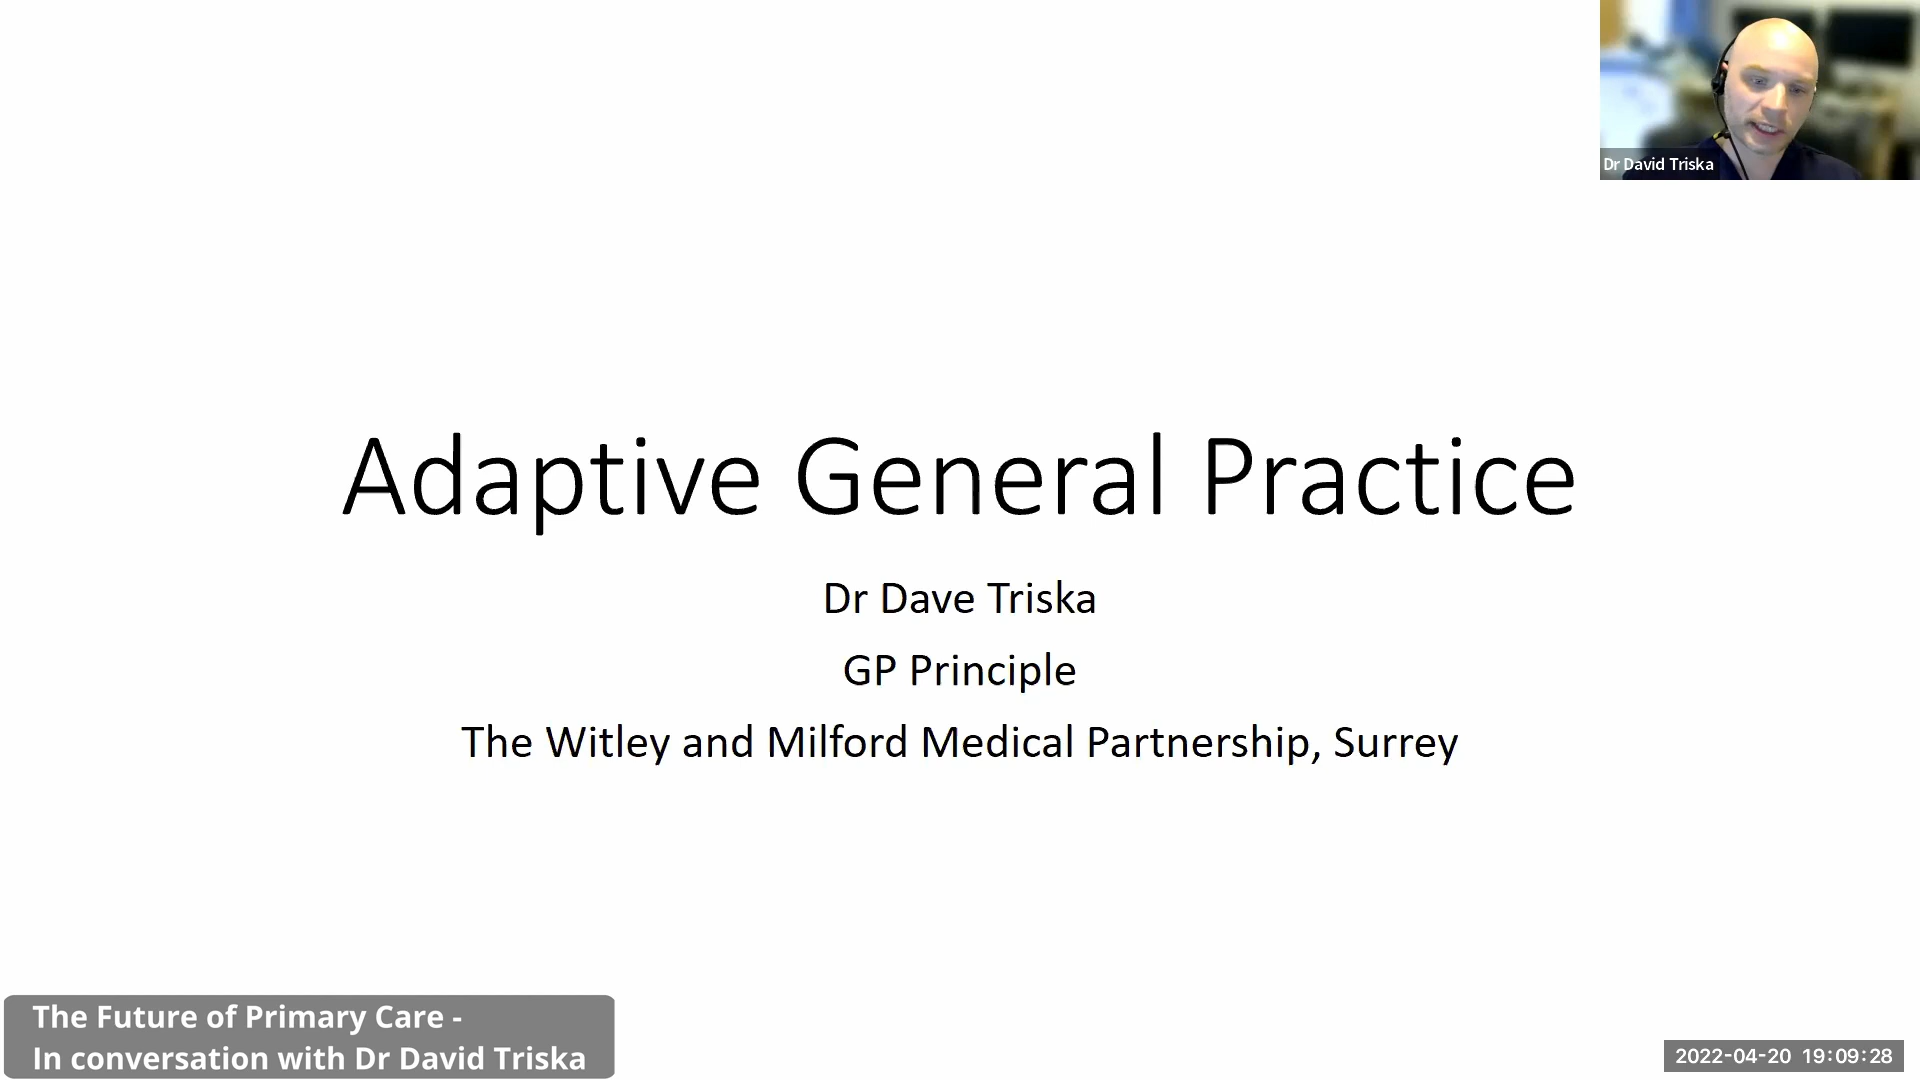 Dr David Triska
Adaptive General Practice
Dr Dave Triska
GP Principle
The Witley and Milford Medical Partnership, Surrey
The Future of Primary Care -
In conversation with Dr David Triska
2022-04-20 19:09:28